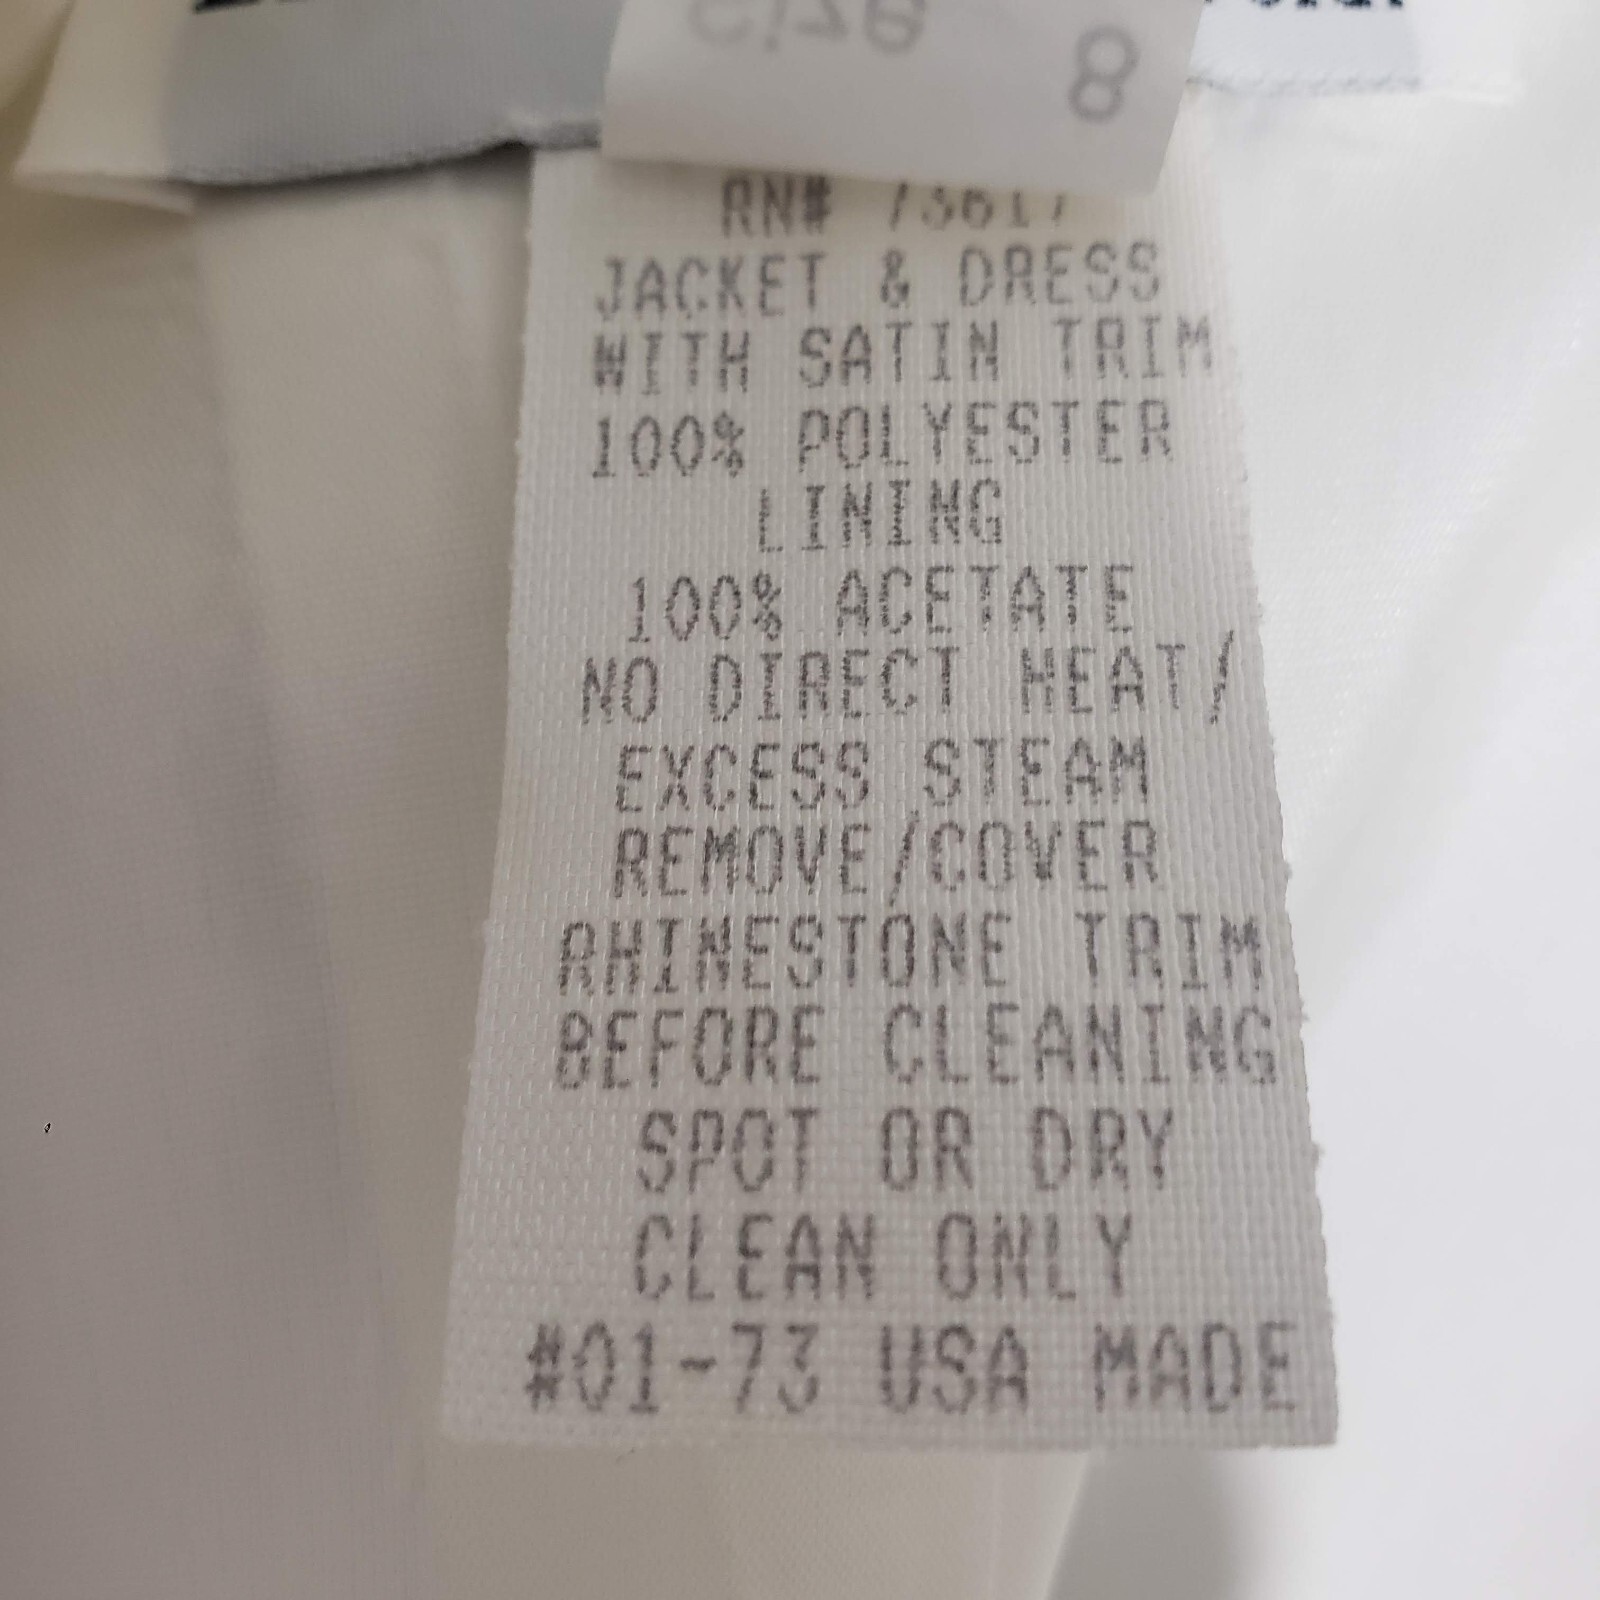 Size 8
RN# 73617
JACKET & DRESS
WITH SATIN TRIM
100% POLYESTER
LINING
100% ACETATE
NO DIRECT HEAT/
EXCESS STEAM
REMOVE/COVER
RHINESTONE TRIM
BEFORE CLEANING
SPOT OR DRY
CLEAN ONLY
#01-73 USA MADE